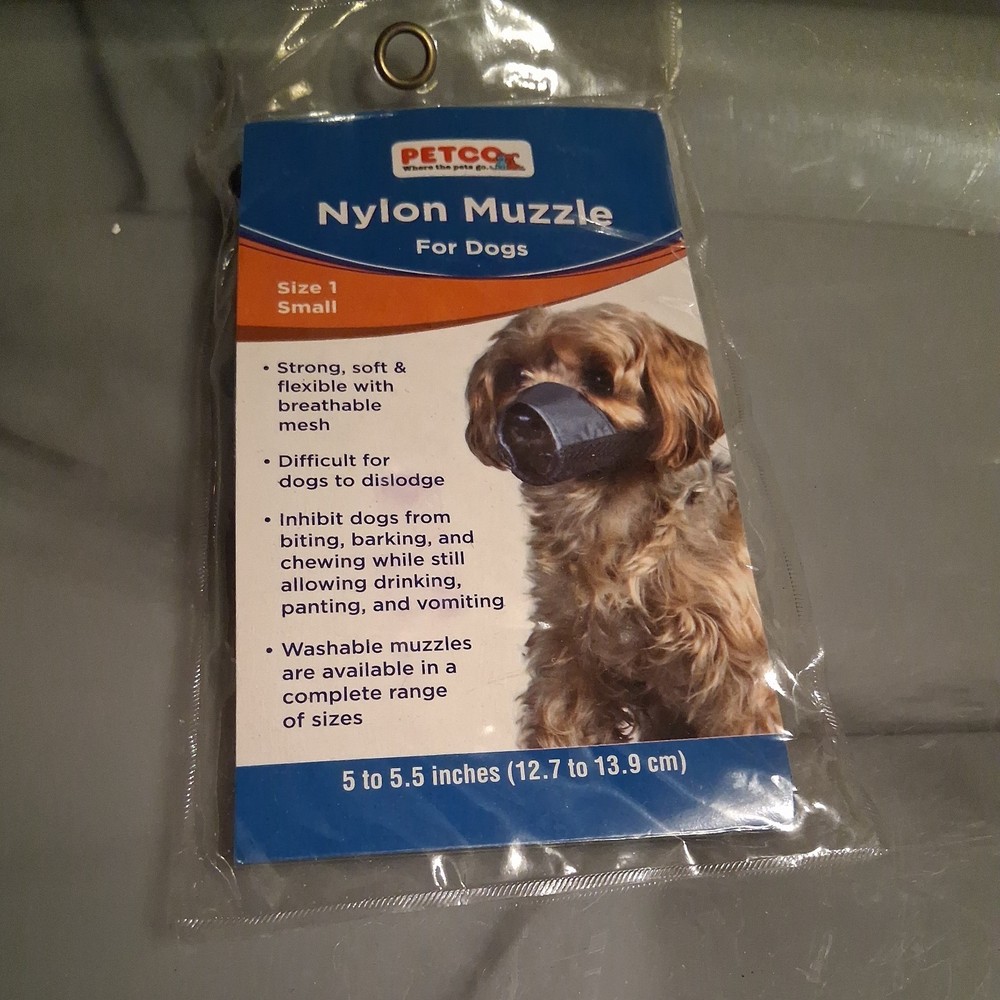 PETCO
Where the pets go.
Nylon Muzzle
For Dogs
Size 1
Small
• Strong, soft &
flexible with
breathable
mesh
• Difficult for
dogs to dislodge
• Inhibit dogs from
biting, barking, and
chewing while still
allowing drinking,
panting, and vomiting
• Washable muzzles
are available in a
complete range
of sizes
5 to 5.5 inches (12.7 to 13.9 cm)